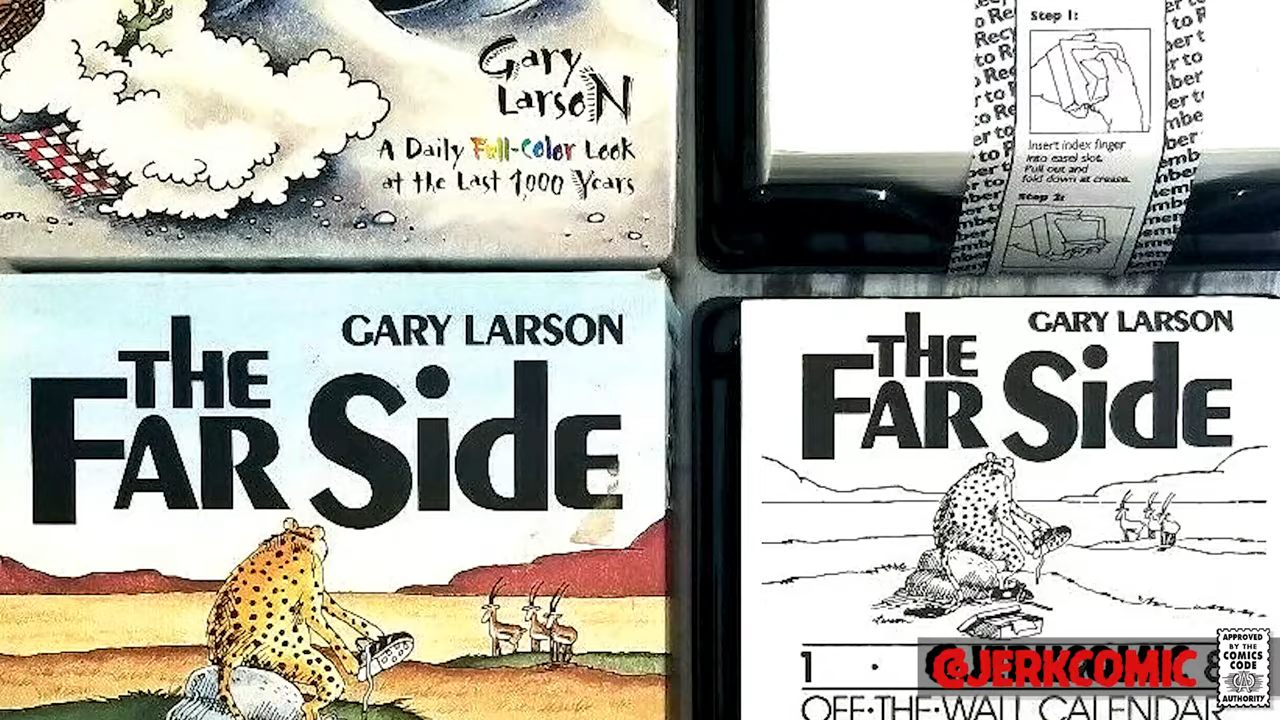 Gary
Larson
A Daily Full-Color Look
at the Last 1000 Years
Step 1:
Insert index finger
into easel slot.
Pull out and
fold down at crease.
Step 2:
GARY LARSON
THE
FAR SidE
GARY LARSON
THE
FAR SidE
Larson
1 ·
@JERKCOMIC
OFF·THE·WALL CALENDAR
APPROVED
BY THE
COMICS
CODE
AUTHORITY